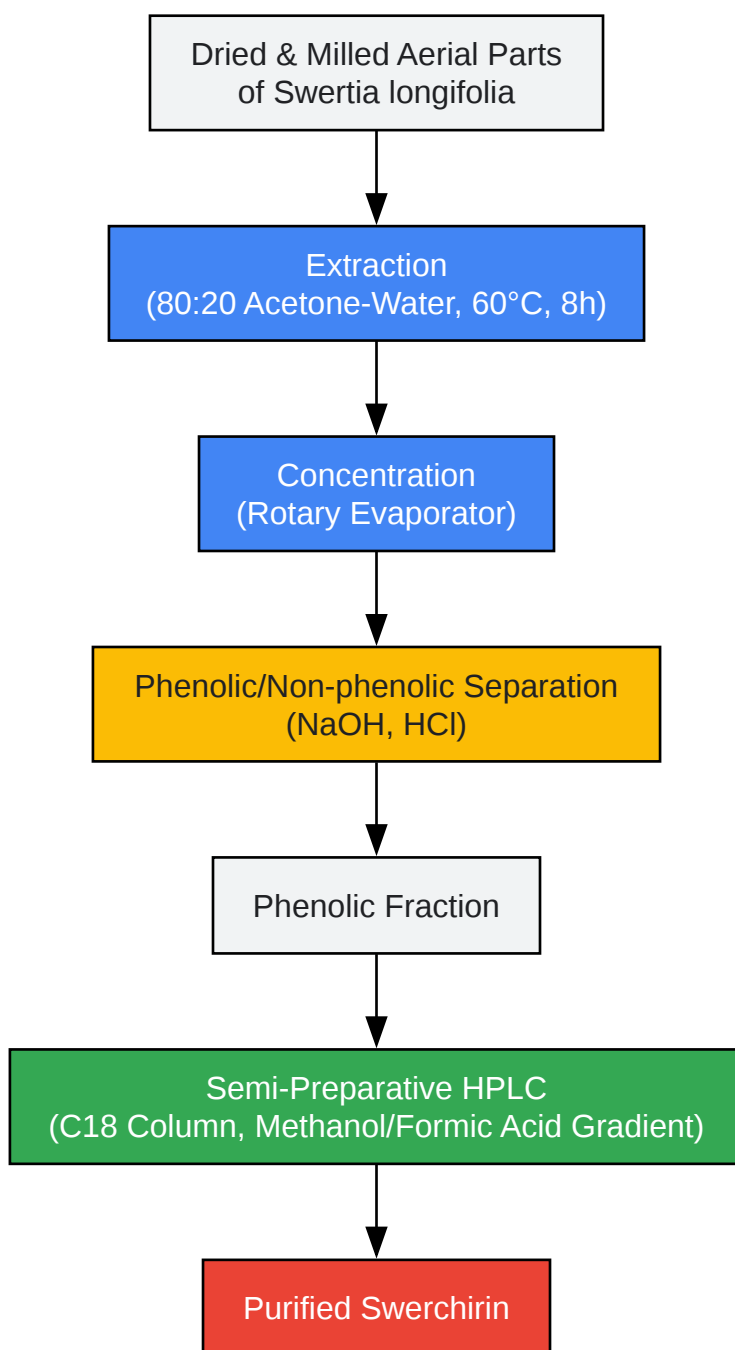 Dried & Milled Aerial Parts
of Swertia longifolia
Extraction
(80:20 Acetone-Water, 60°C, 8h)
Concentration
(Rotary Evaporator)
Phenolic/Non-phenolic Separation
(NaOH, HCl)
Phenolic Fraction
Semi-Preparative HPLC
(C18 Column, Methanol/Formic Acid Gradient)
Purified Swerchirin